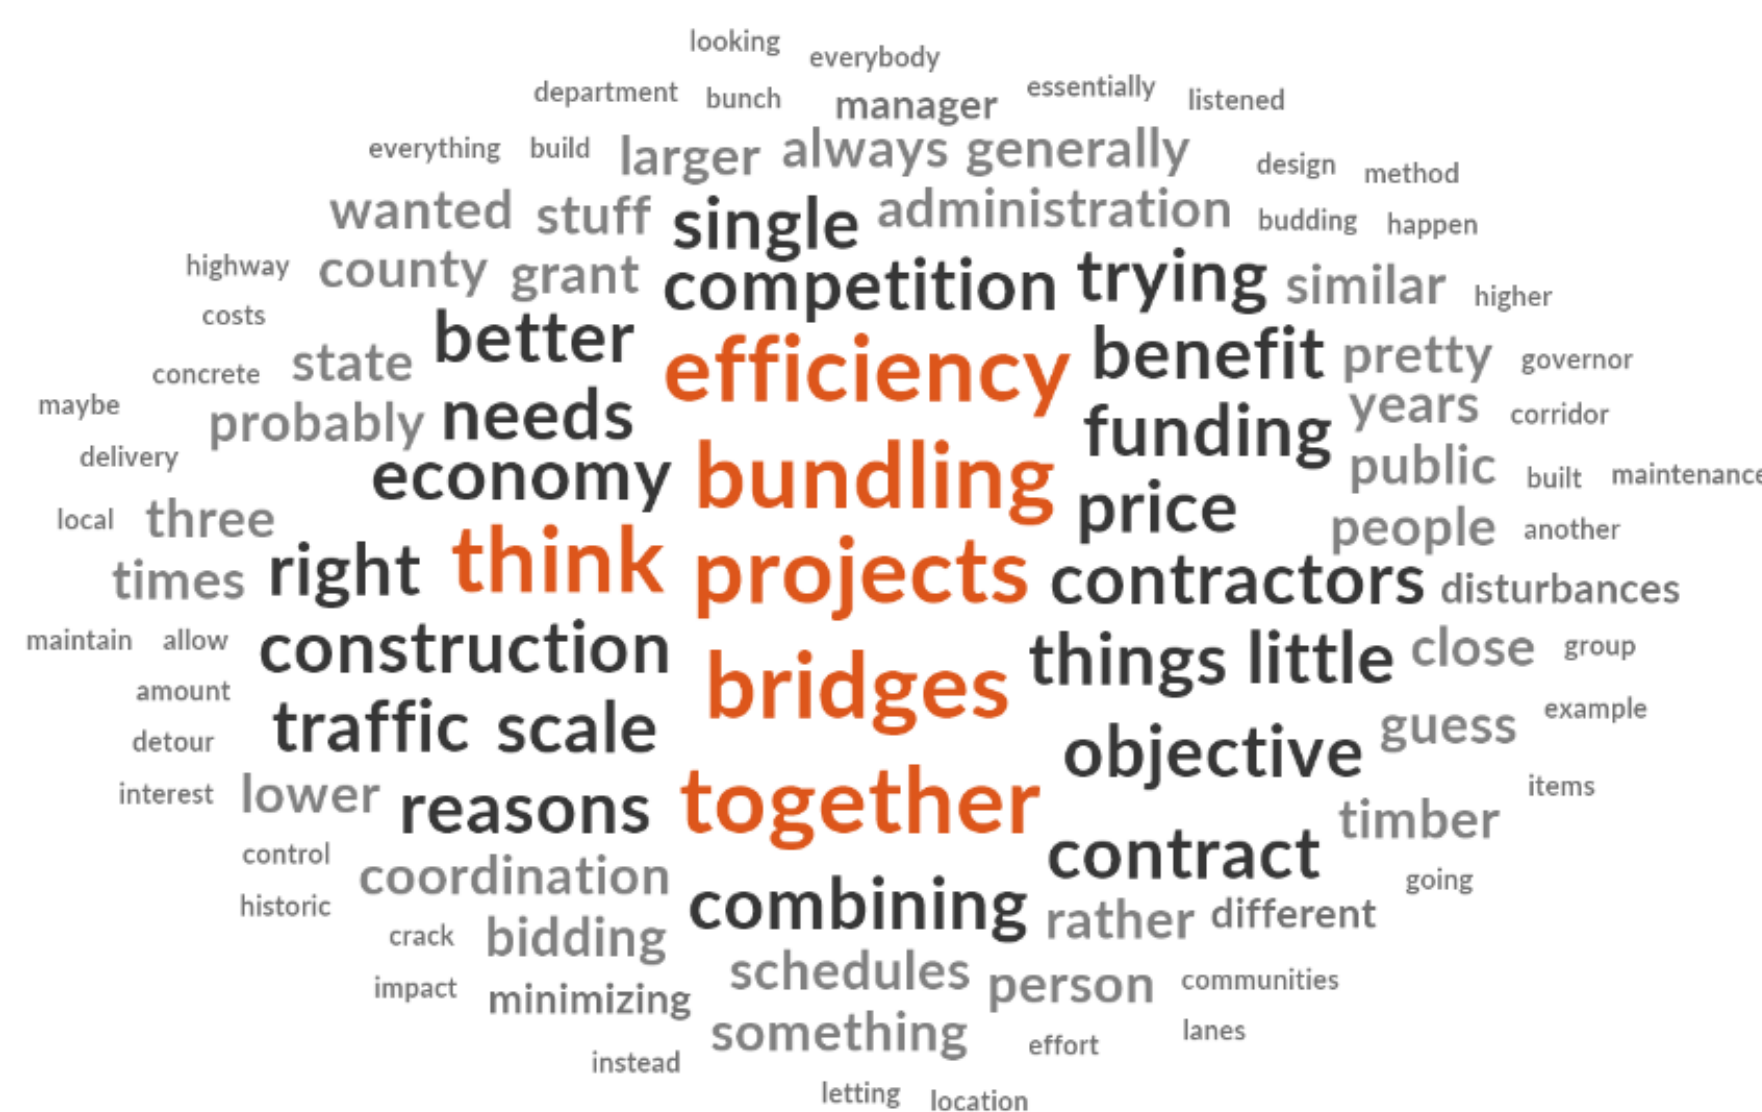 looking everybody
department bunch manager essentially listened
everything build larger always generally design method
wanted stuff single administration budding happen
highway county grant competition trying similar higher
costs better efficiency benefit pretty governor
concrete state
maybe probably needs funding years corridor
delivery economy bundling public built maintenance
local three price people another
times right think projects contractors disturbances
maintain allow construction things little close group
amount bridges
detour traffic scale objective guess example
interest lower reasons together timber items
control coordination contract going
historic combining rather different
crack bidding schedules person communities
impact minimizing
something effort lanes
instead
letting location